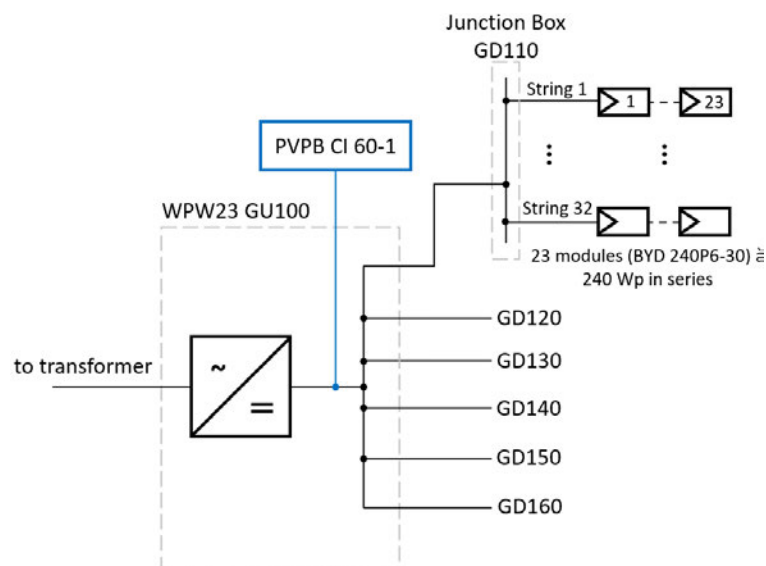 Junction Box
GD110
String 1
1
23
PVPB CI 60-1
String 32
WPW23 GU100
23 modules (BYD 240P6-30) à
240 Wp in series
GD120
GD130
to transformer
~
=
GD140
GD150
GD160